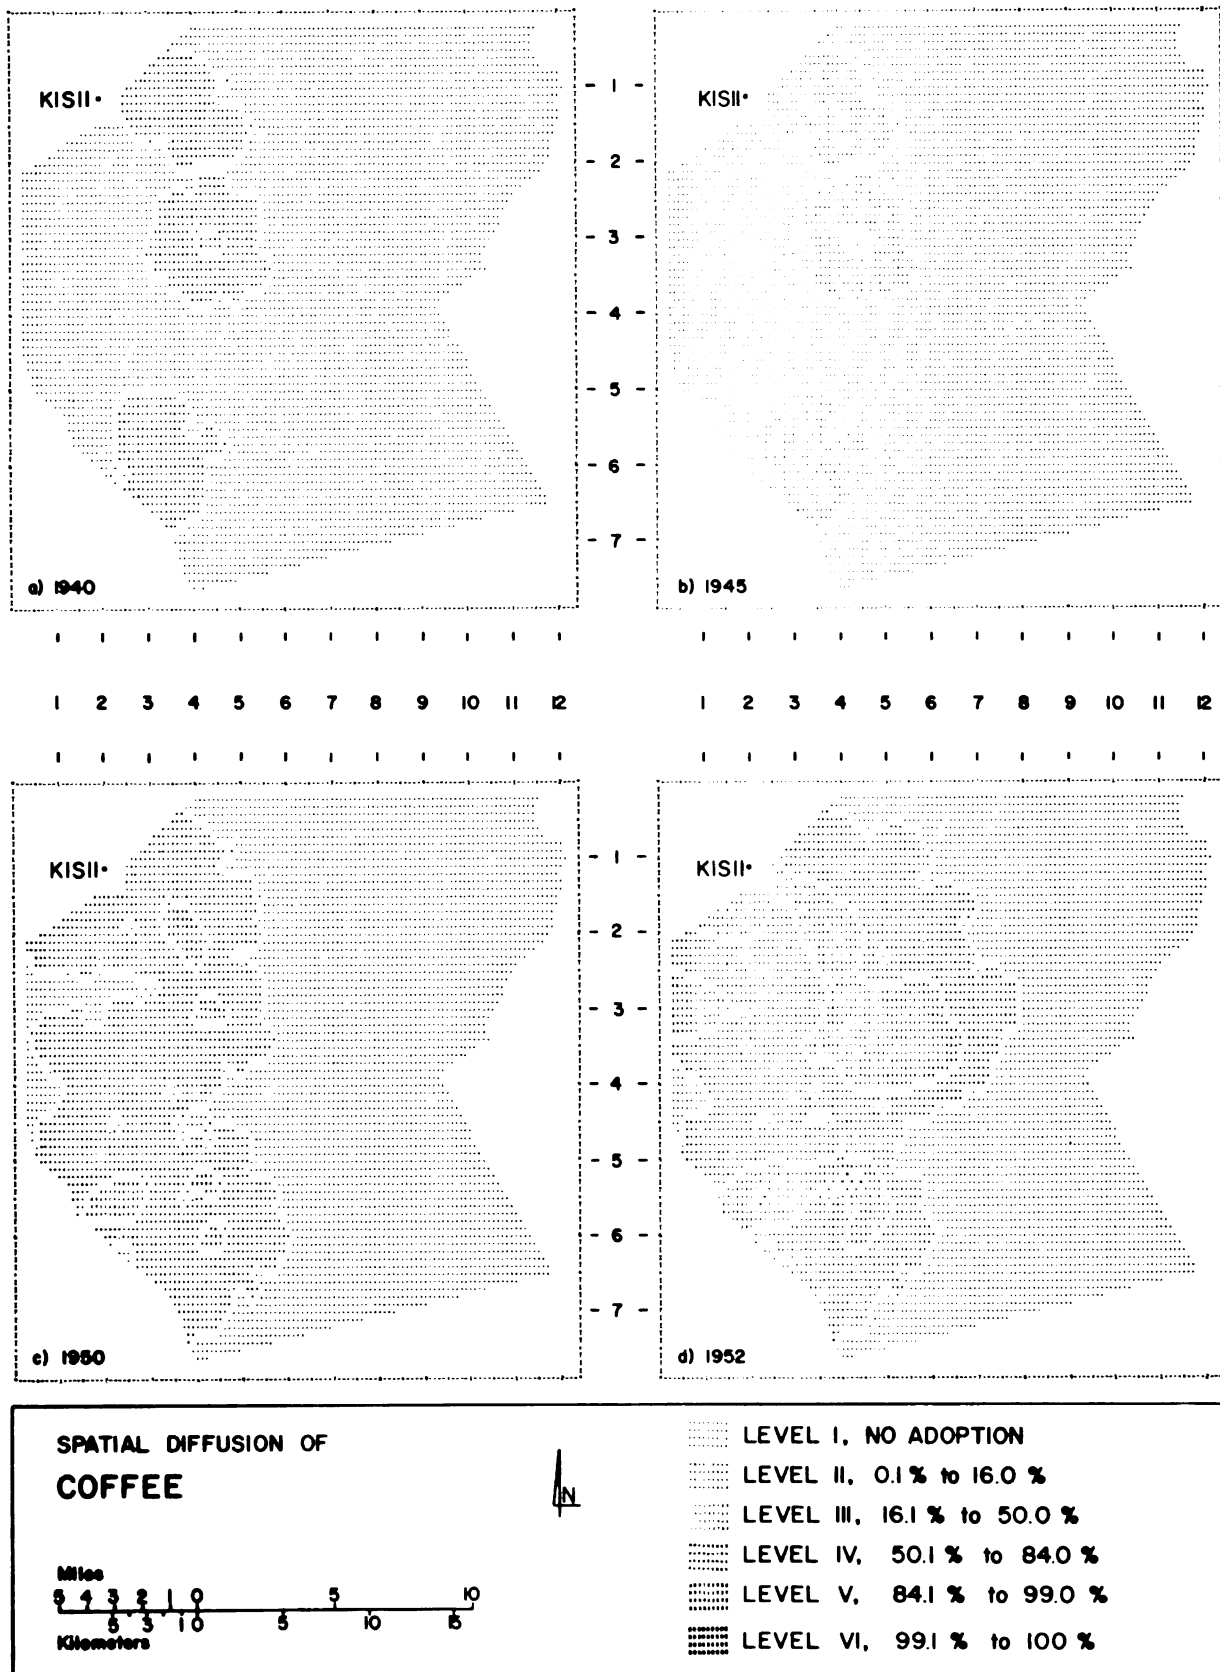 KISII
KISII
- 1 -
- 2 -
- 3 -
- 4 -
- 5 -
- 6 -
- 7 -
a) 1940
b) 1945
1 2 3 4 5 6 7 8 9 10 11 12
1 2 3 4 5 6 7 8 9 10 11 12
KISII
KISII
- 1 -
- 2 -
- 3 -
- 4 -
- 5 -
- 6 -
- 7 -
c) 1950
d) 1952
SPATIAL DIFFUSION OF
COFFEE
N
Miles
5 4 3 2 1 0 5 10
5 3 1 0 5 10 15
Kilometers
LEVEL I, NO ADOPTION
LEVEL II, 0.1 % to 16.0 %
LEVEL III, 16.1 % to 50.0 %
LEVEL IV, 50.1 % to 84.0 %
LEVEL V, 84.1 % to 99.0 %
LEVEL VI, 99.1 % to 100 %